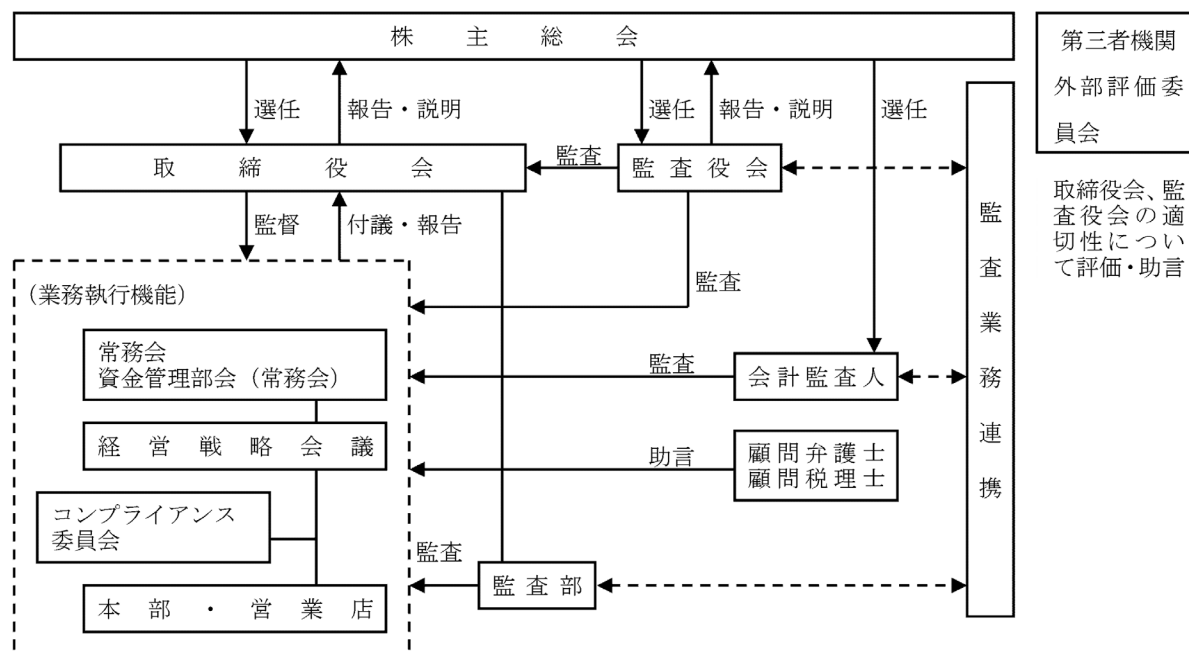 株主総会
第三者機関
外部評価委
員会
選任
報告・説明
選任
報告・説明
選任
取締役会
監査
監査役会
取締役会、監
査役会の適
切性につい
て評価・助言
監査業務連携
監督
付議・報告
監査
(業務執行機能)
常務会
資金管理部会(常務会)
監査
会計監査人
経営戦略会議
助言
顧問弁護士
顧問税理士
コンプライアンス
委員会
監査
監査部
本部・営業店